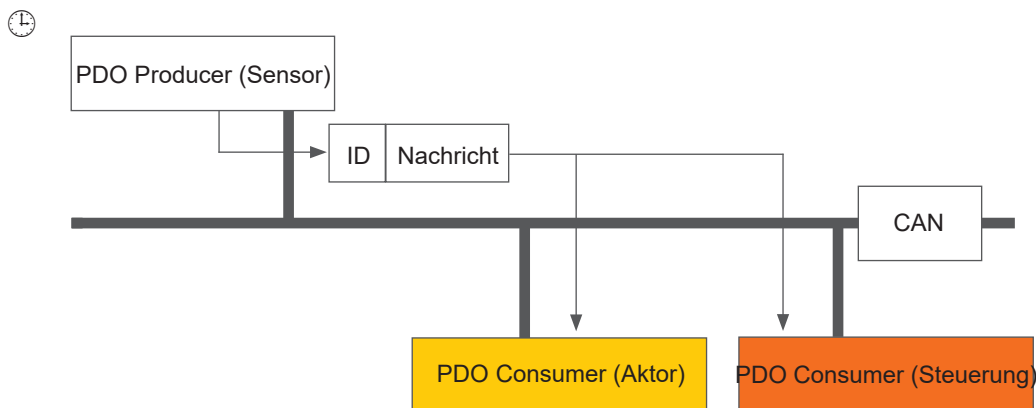 PDO Producer (Sensor)
ID
Nachricht
CAN
PDO Consumer (Aktor)
PDO Consumer (Steuerung)